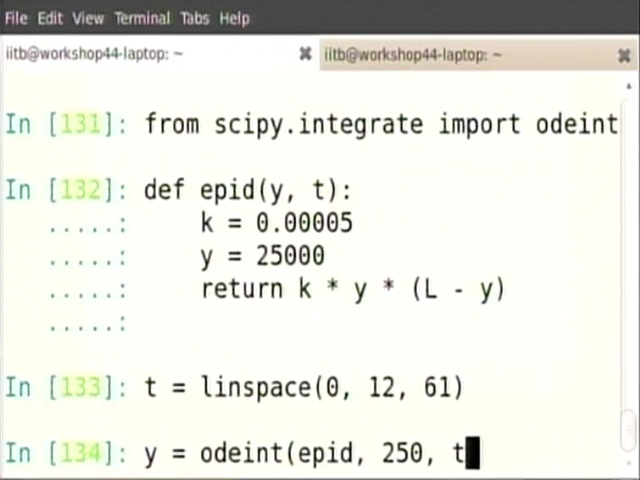 File Edit View Terminal Tabs Help
iitb@workshop44-laptop: ~ iitb@workshop44-laptop: ~
In [131]: from scipy.integrate import odeint
In [132]: def epid(y, t):
.....: k = 0.00005
.....: y = 25000
.....: return k * y * (L - y)
.....:
In [133]: t = linspace(0, 12, 61)
In [134]: y = odeint(epid, 250, t